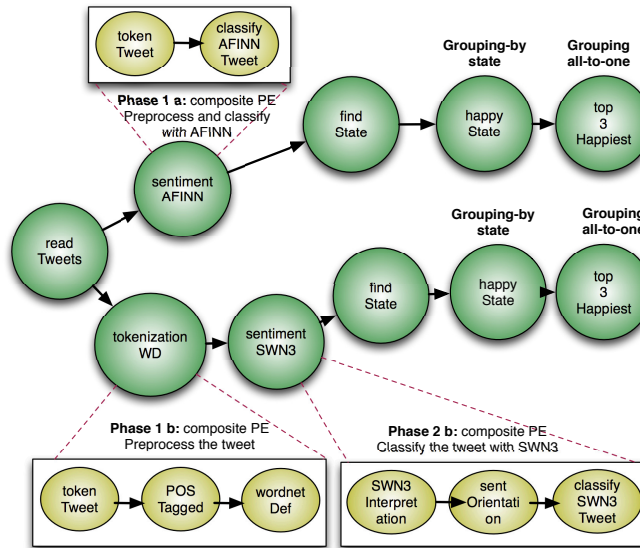 token
Tweet
classify
AFINN
Tweet
Phase 1 a: composite PE
Preprocess and classify
with AFINN
Grouping-by
state
Grouping
all-to-one
find
State
happy
State
top
3
Happiest
sentiment
AFINN
read
Tweets
Grouping-by
state
Grouping
all-to-one
find
State
happy
State
top
3
Happiest
tokenization
WD
sentiment
SWN3
Phase 1 b: composite PE
Preprocess the tweet
Phase 2 b: composite PE
Classify the tweet with SWN3
token
Tweet
POS
Tagged
wordnet
Def
SWN3
Interpret
ation
sent
Orientati
on
classify
SWN3
Tweet